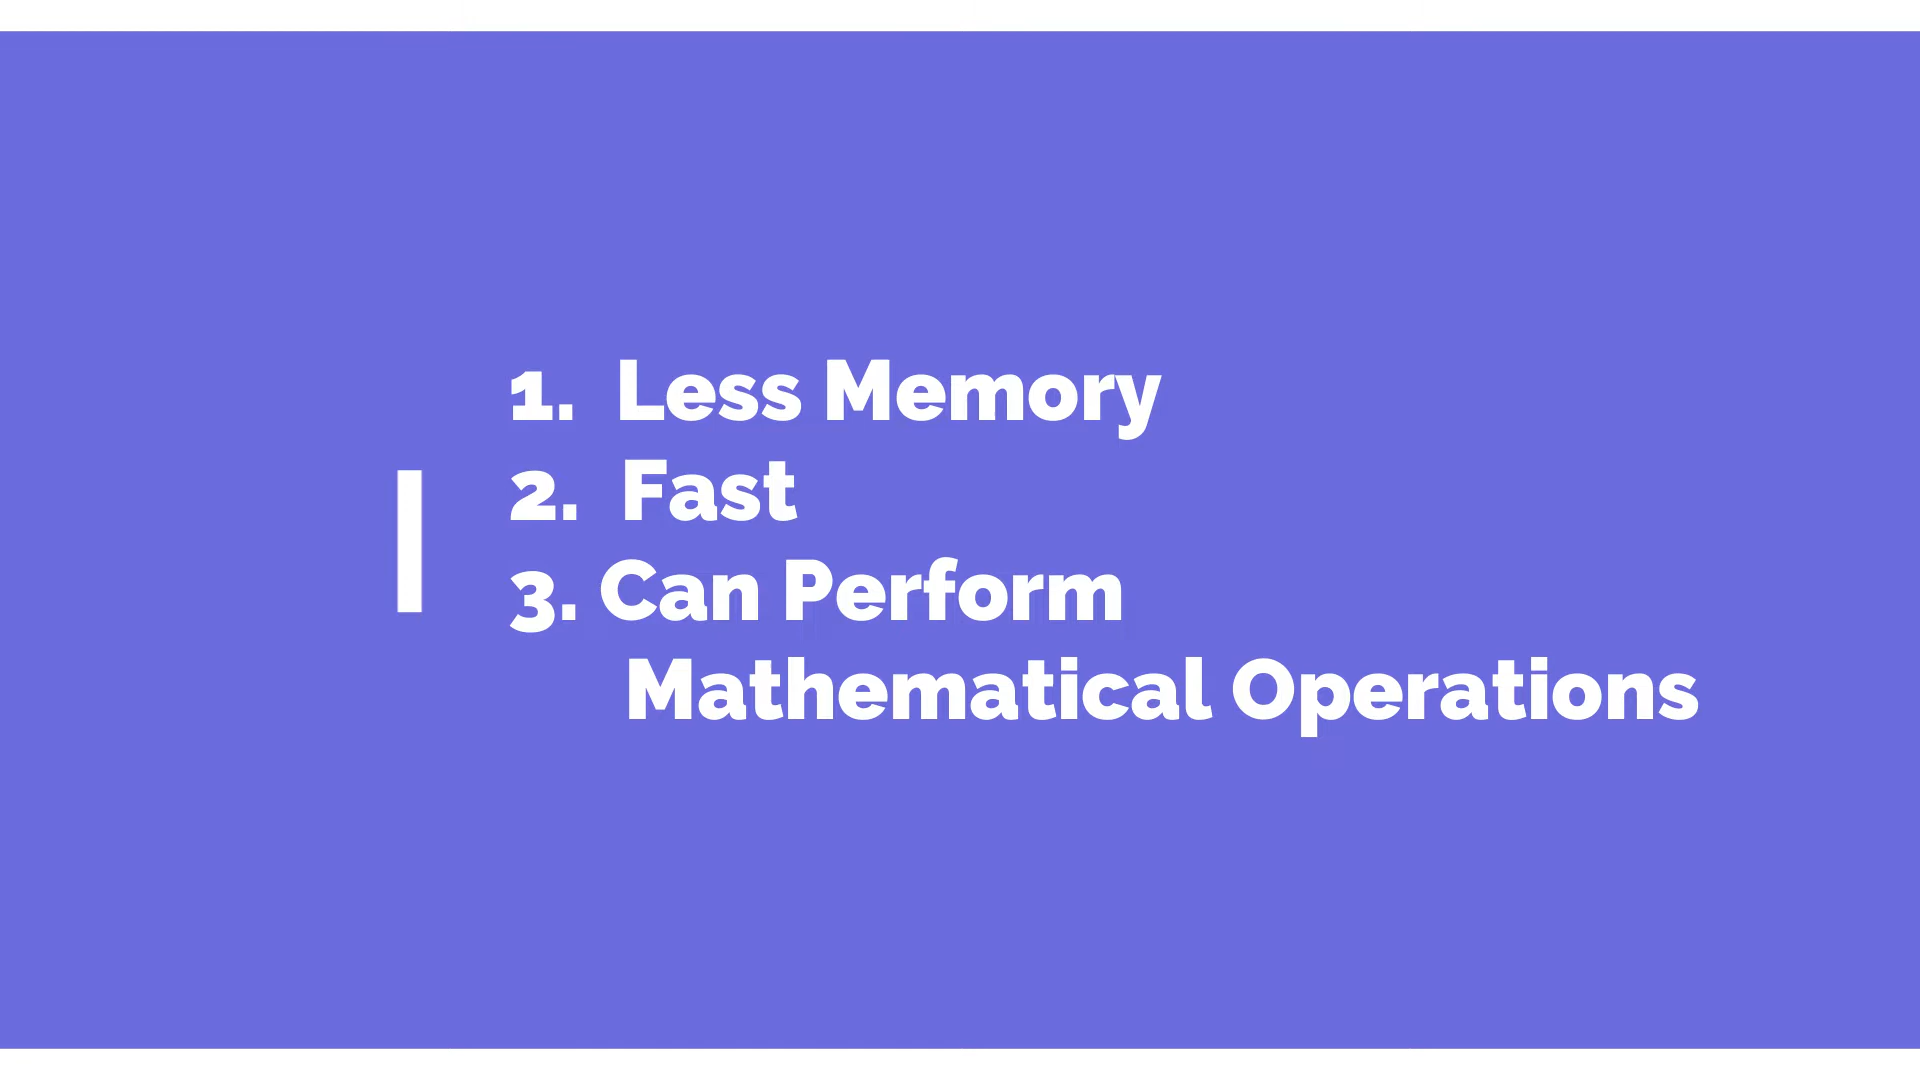 1. Less Memory
2. Fast
3. Can Perform
Mathematical Operations